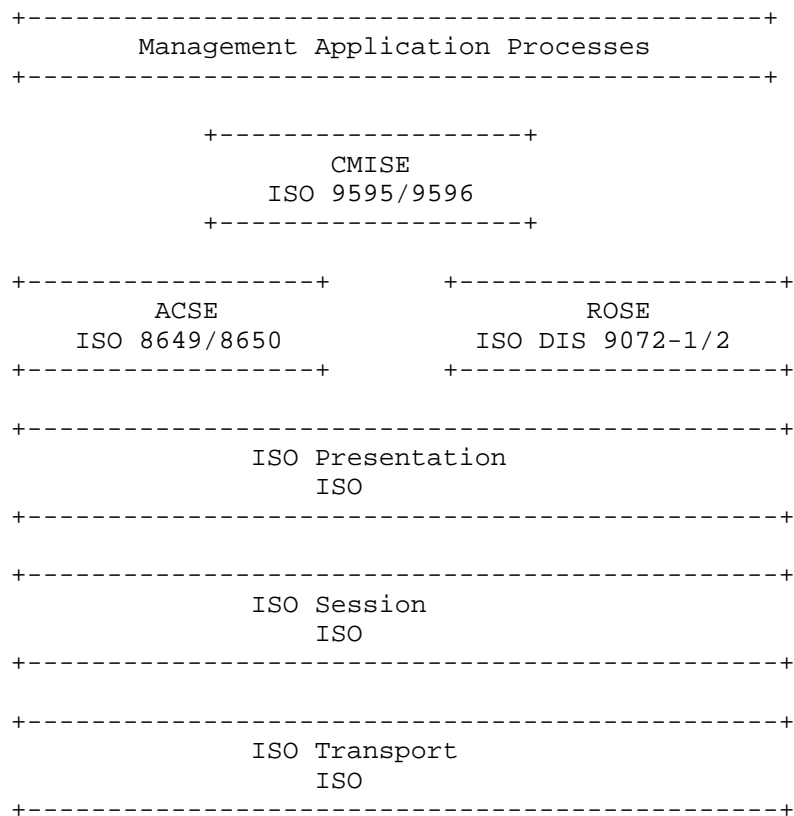 Management Application Processes
CMISE
ISO 9595/9596
ACSE
ISO 8649/8650
ROSE
ISO DIS 9072-1/2
ISO Presentation
ISO
ISO Session
ISO
ISO Transport
ISO